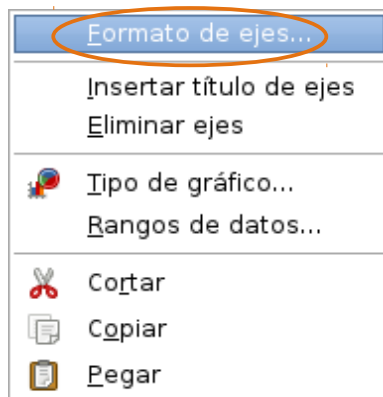 Formato de ejes...
Insertar título de ejes
Eliminar ejes
Tipo de gráfico...
Rangos de datos...
Cortar
Copiar
Pegar